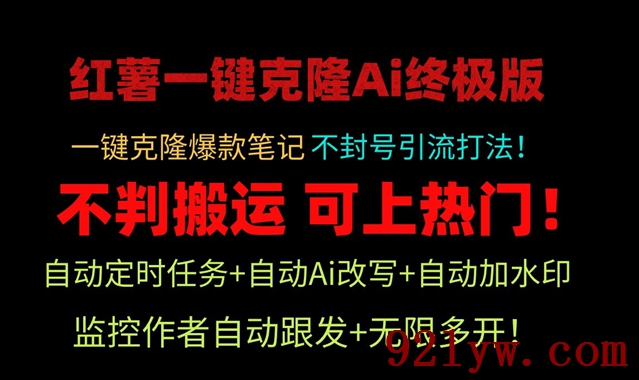 红薯一键克隆Ai终极版
一键克隆爆款笔记 不封号引流打法！
不判搬运 可上热门！
自动定时任务+自动Ai改写+自动加水印
监控作者自动跟发+无限多开！
921yw.com